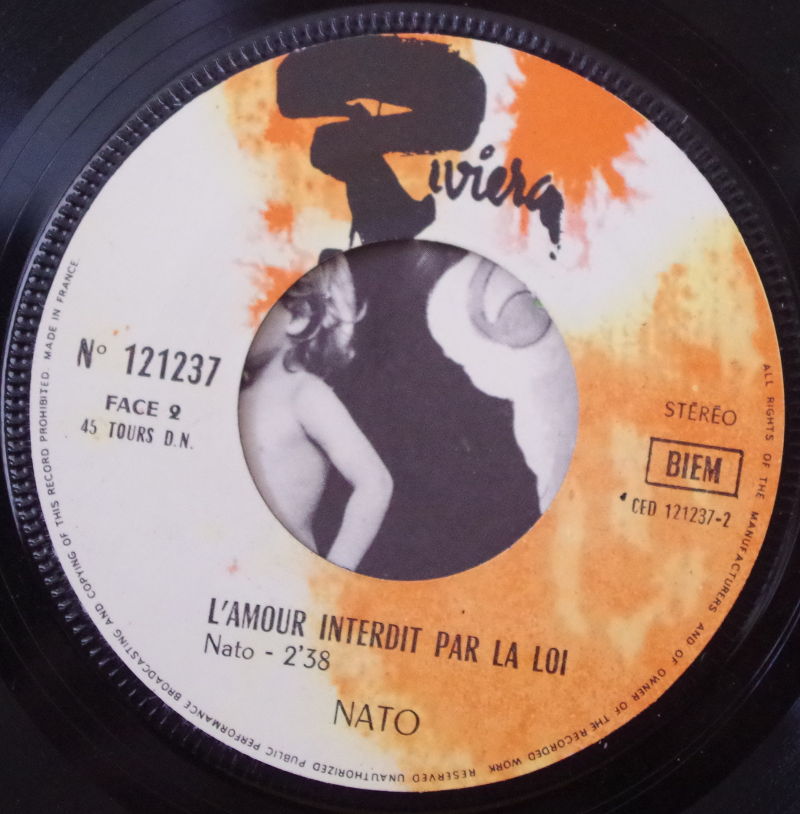 Riviera
N° 121237
FACE 2
45 TOURS D.N.
STÉRÉO
BIEM
CED 121237-2
L'AMOUR INTERDIT PAR LA LOI
Nato - 2'38
NATO
ALL RIGHTS OF THE MANUFACTURERS AND OF OWNER OF THE RECORDED WORK RESERVED UNAUTHORIZED PUBLIC PERFORMANCE BROADCASTING AND COPYING OF THIS RECORD PROHIBITED. MADE IN FRANCE.